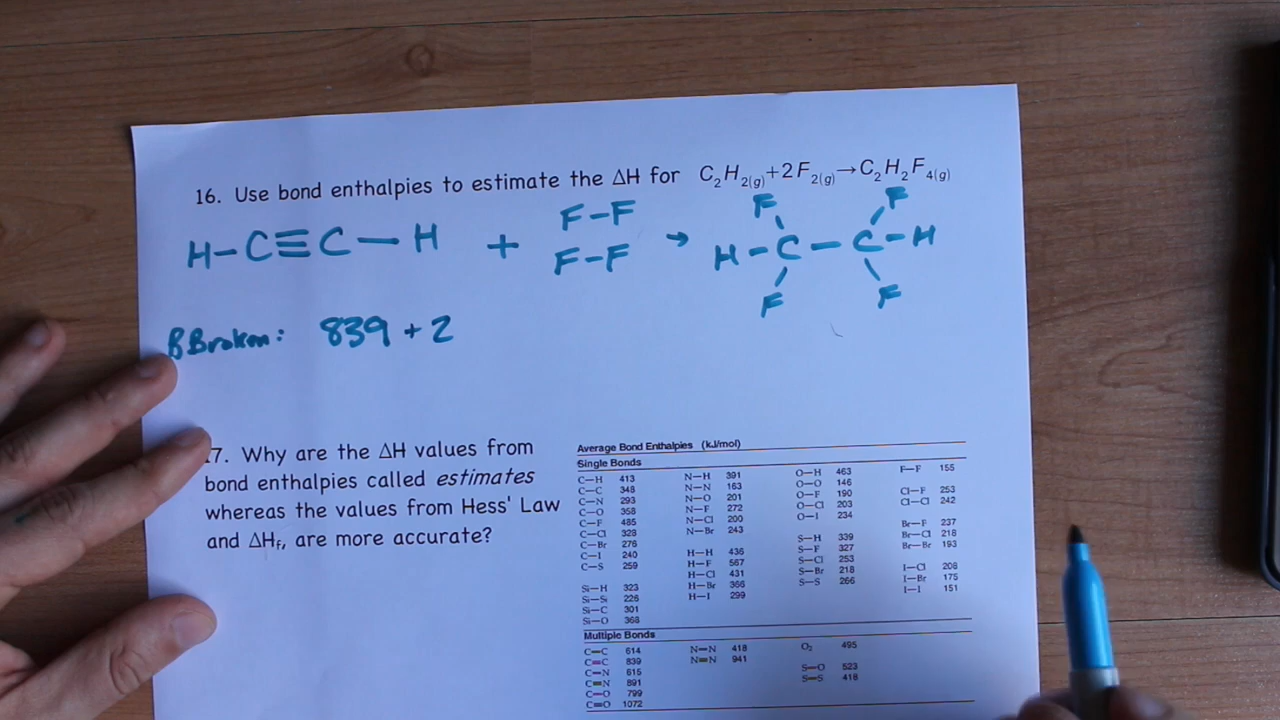 16. Use bond enthalpies to estimate the ΔH for C₂H₂₍g₎+2F₂₍g₎→C₂H₂F₄₍g₎
F F
F–F
H–C≡C–H + → H–C–C–H
F–F
F F
BBroken: 839 + 2
7. Why are the ΔH values from
bond enthalpies called estimates
whereas the values from Hess' Law
and ΔHf, are more accurate?
Average Bond Enthalpies (kJ/mol)
Single Bonds
C—H 413 N—H 391 O—H 463 F—F 155
C—C 348 N—N 163 O—O 146
C—N 293 N—O 201 O—F 190 Cl—F 253
C—O 358 N—F 272 O—Cl 203 Cl—Cl 242
C—F 485 N—Cl 200 O—I 234
C—Cl 328 N—Br 243 Br—F 237
C—Br 276 S—H 339 Br—Cl 218
C—I 240 H—H 436 S—F 327 Br—Br 193
C—S 259 H—F 567 S—Cl 253
H—Cl 431 S—Br 218 I—Cl 208
Si—H 323 H—Br 366 S—S 266 I—Br 175
Si—Si 226 H—I 299 I—I 151
Si—C 301
Si—O 368
Multiple Bonds
C=C 614 N=N 418 O₂ 495
C≡C 839 N≡N 941
C=N 615 S=O 523
C≡N 891 S=S 418
C=O 799
C≡O 1072